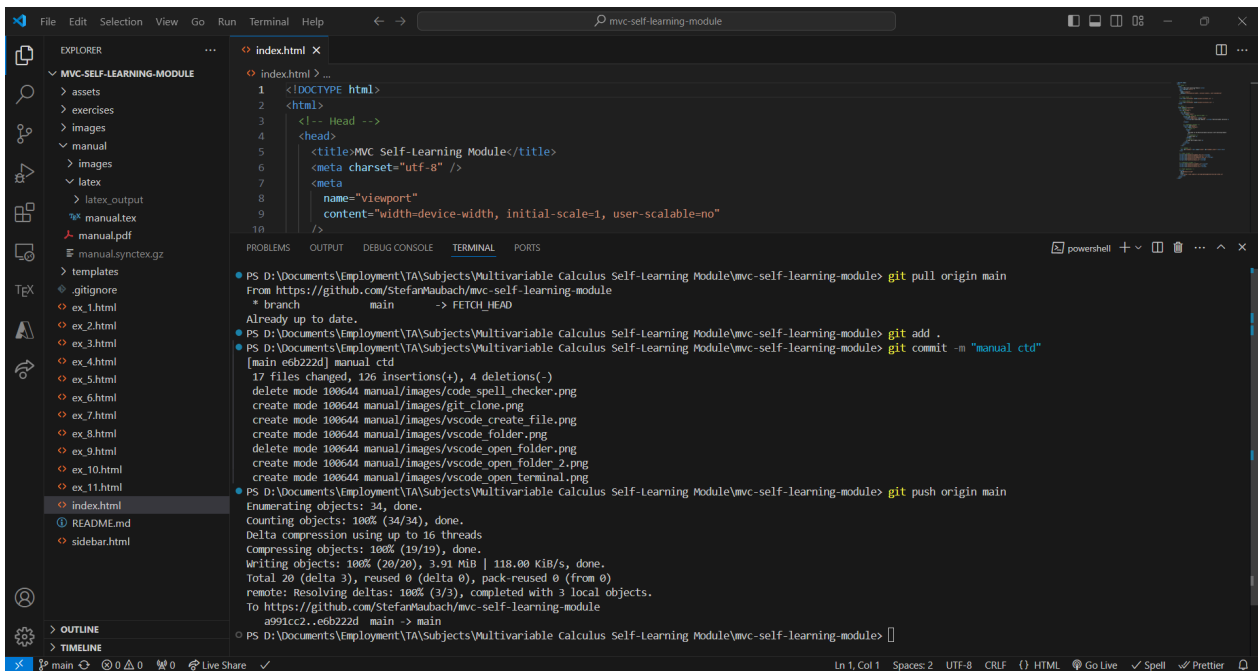 File Edit Selection View Go Run Terminal Help
mvc-self-learning-module
EXPLORER
MVC-SELF-LEARNING-MODULE
assets
exercises
images
manual
images
latex
latex_output
TEX manual.tex
manual.pdf
manual.synctex.gz
templates
.gitignore
ex_1.html
ex_2.html
ex_3.html
ex_4.html
ex_5.html
ex_6.html
ex_7.html
ex_8.html
ex_9.html
ex_10.html
ex_11.html
index.html
README.md
sidebar.html
OUTLINE
TIMELINE
TEX
index.html
index.html > ...
1 <!DOCTYPE html>
2 <html>
3 <!-- Head -->
4 <head>
5 <title>MVC Self-Learning Module</title>
6 <meta charset="utf-8" />
7 <meta
8 name="viewport"
9 content="width=device-width, initial-scale=1, user-scalable=no"
10 />
PROBLEMS OUTPUT DEBUG CONSOLE TERMINAL PORTS
powershell
PS D:\Documents\Employment\TA\Subjects\Multivariable Calculus Self-Learning Module\mvc-self-learning-module> git pull origin main
From https://github.com/StefanMaubach/mvc-self-learning-module
* branch main -> FETCH_HEAD
Already up to date.
PS D:\Documents\Employment\TA\Subjects\Multivariable Calculus Self-Learning Module\mvc-self-learning-module> git add .
PS D:\Documents\Employment\TA\Subjects\Multivariable Calculus Self-Learning Module\mvc-self-learning-module> git commit -m "manual ctd"
[main e6b222d] manual ctd
17 files changed, 126 insertions(+), 4 deletions(-)
delete mode 100644 manual/images/code_spell_checker.png
create mode 100644 manual/images/git_clone.png
create mode 100644 manual/images/vscode_create_file.png
create mode 100644 manual/images/vscode_folder.png
delete mode 100644 manual/images/vscode_open_folder.png
create mode 100644 manual/images/vscode_open_folder_2.png
create mode 100644 manual/images/vscode_open_terminal.png
PS D:\Documents\Employment\TA\Subjects\Multivariable Calculus Self-Learning Module\mvc-self-learning-module> git push origin main
Enumerating objects: 34, done.
Counting objects: 100% (34/34), done.
Delta compression using up to 16 threads
Compressing objects: 100% (19/19), done.
Writing objects: 100% (20/20), 3.91 MiB | 118.00 KiB/s, done.
Total 20 (delta 3), reused 0 (delta 0), pack-reused 0 (from 0)
remote: Resolving deltas: 100% (3/3), completed with 3 local objects.
To https://github.com/StefanMaubach/mvc-self-learning-module
a991cc2..e6b222d main -> main
PS D:\Documents\Employment\TA\Subjects\Multivariable Calculus Self-Learning Module\mvc-self-learning-module>
main 0 0 0 Live Share Ln 1, Col 1 Spaces: 2 UTF-8 CRLF {} HTML Go Live Spell Prettier